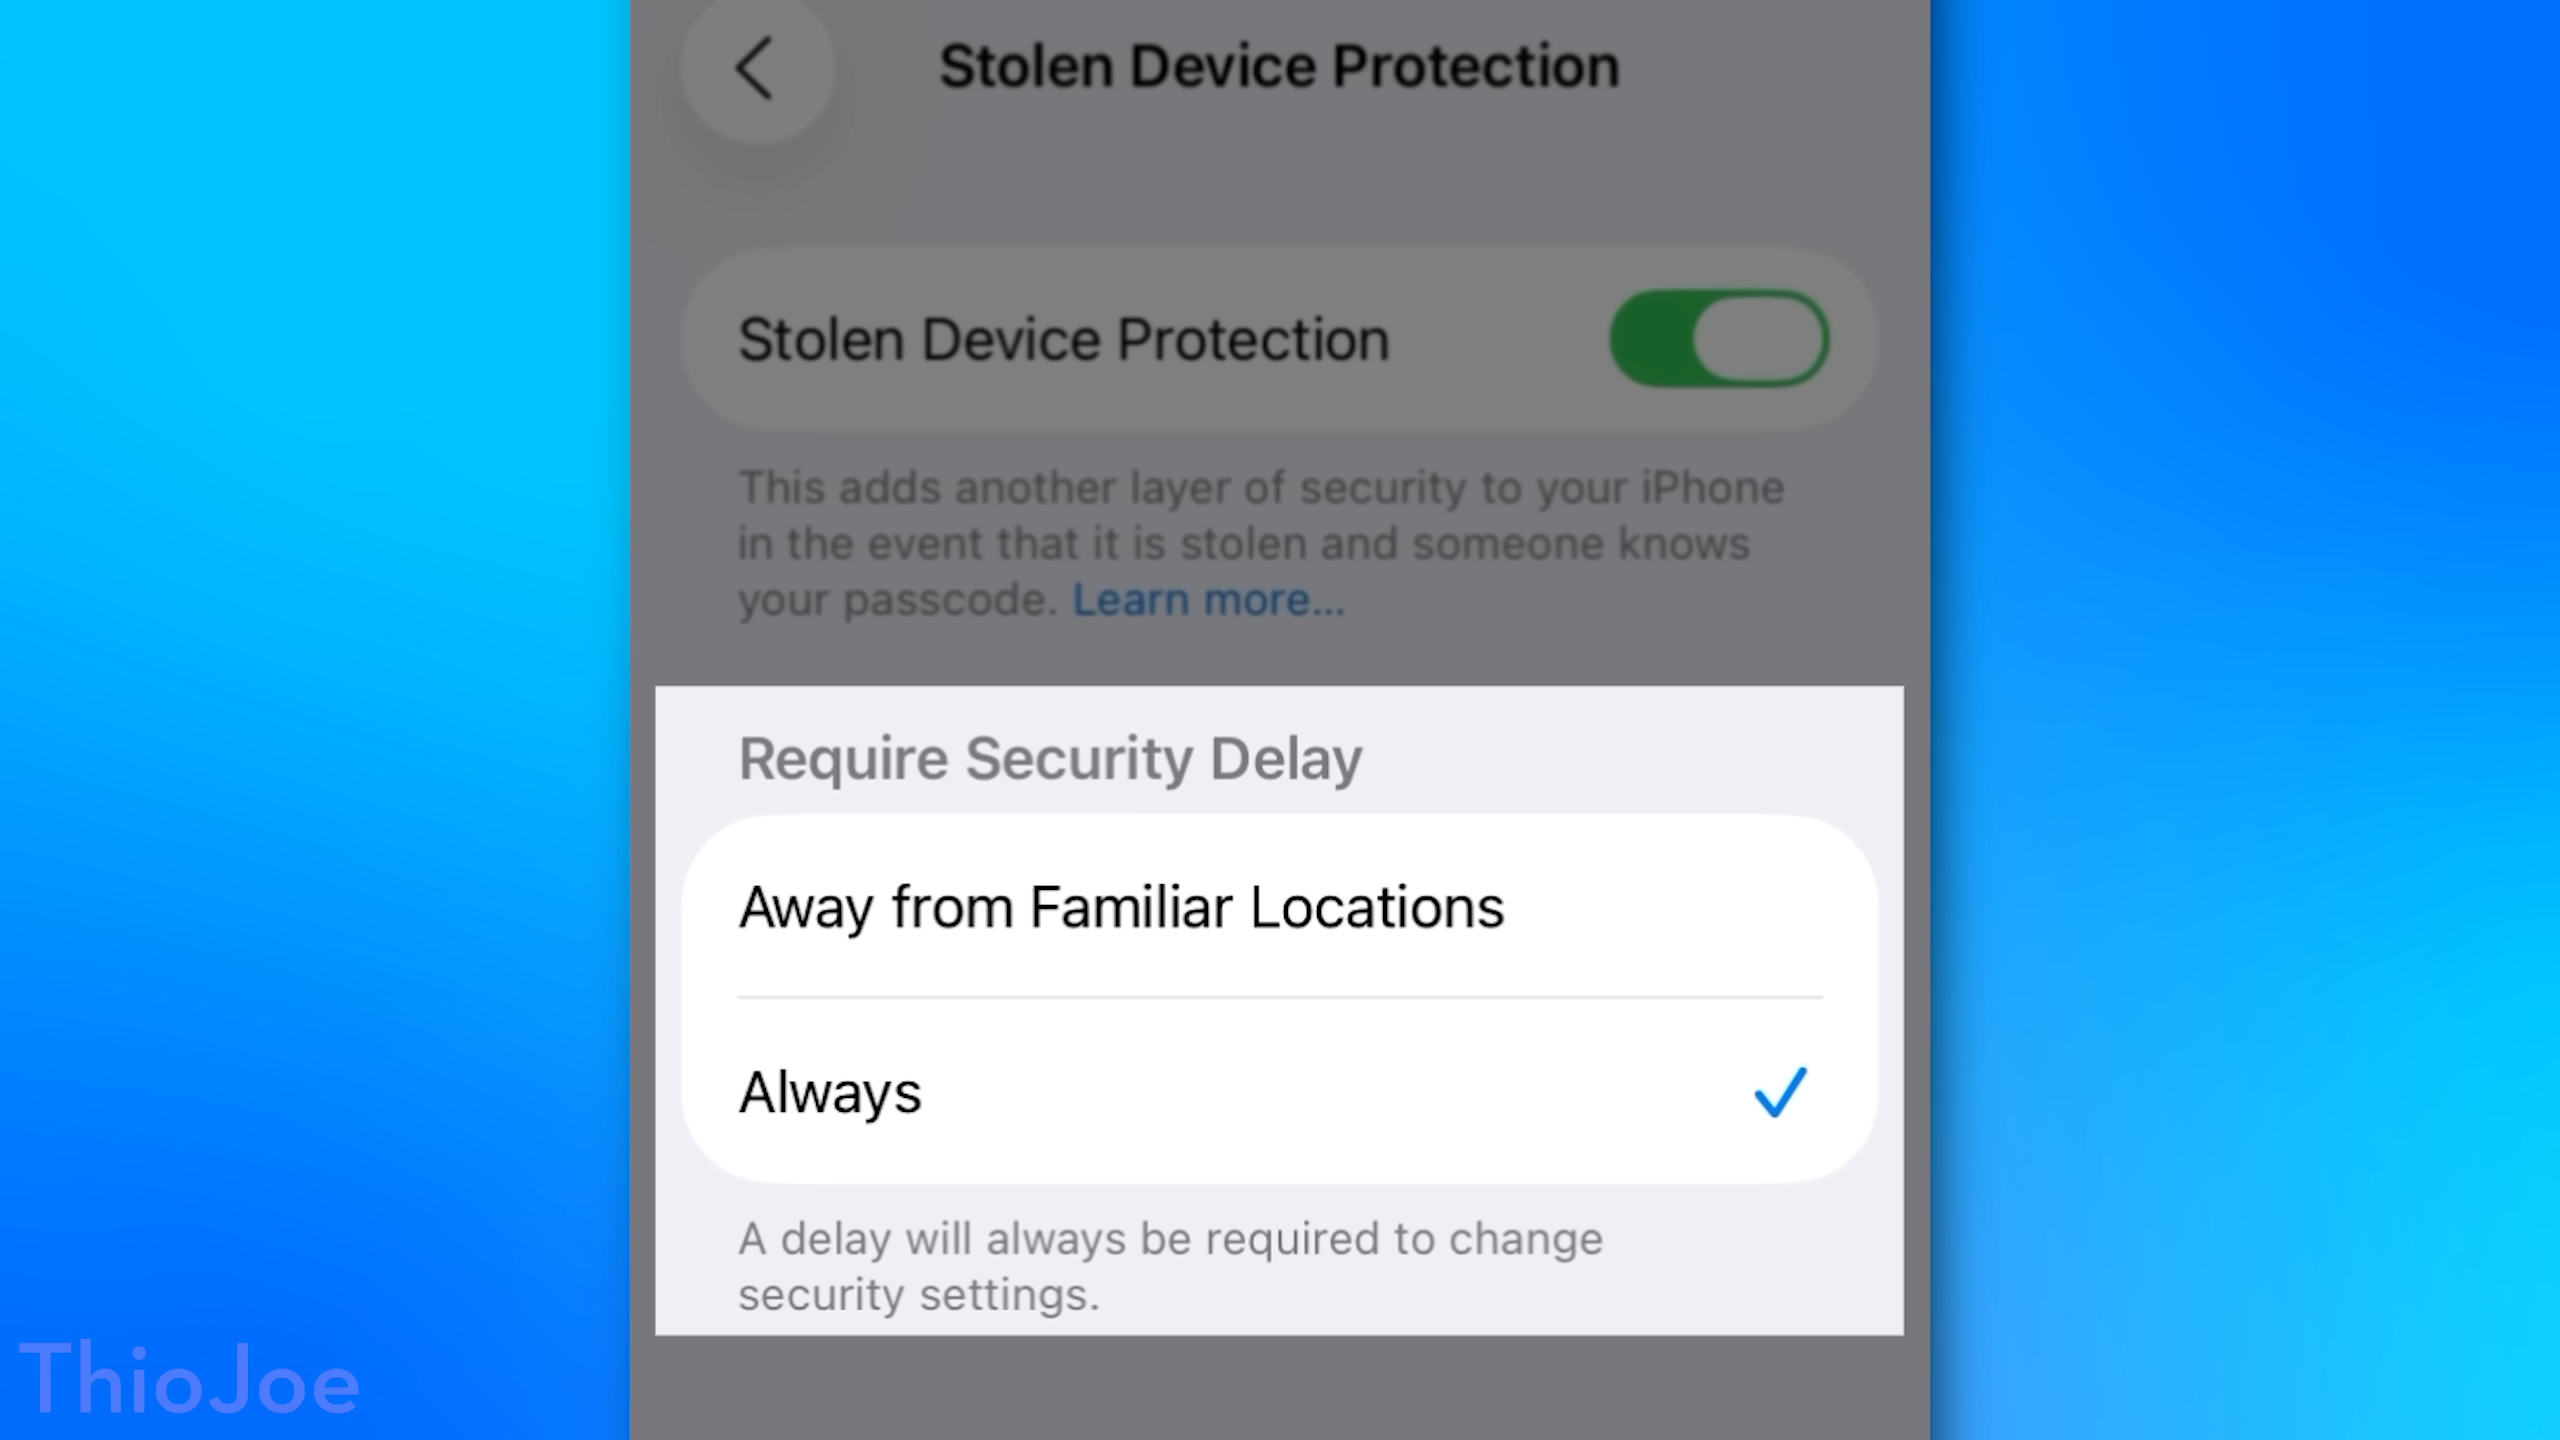 Stolen Device Protection
Stolen Device Protection
This adds another layer of security to your iPhone
in the event that it is stolen and someone knows
your passcode. Learn more...
Require Security Delay
Away from Familiar Locations
Always
A delay will always be required to change
security settings.
ThioJoe